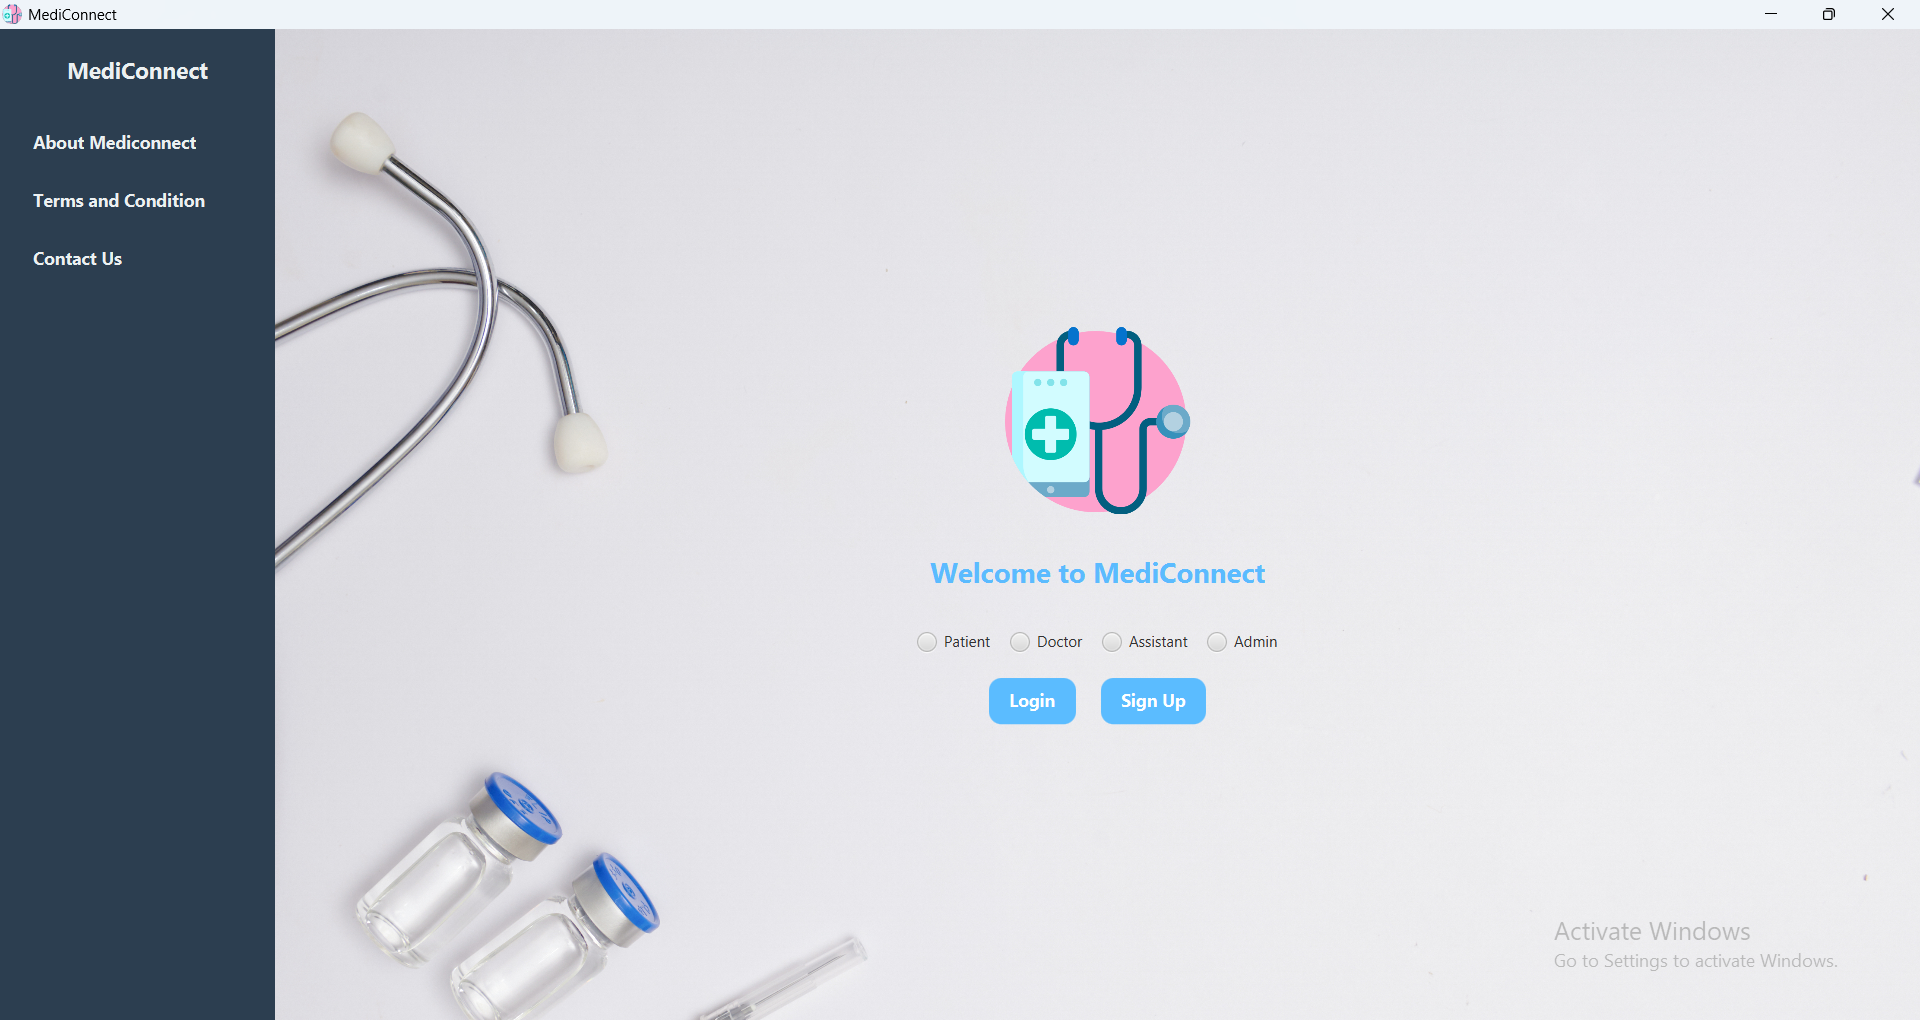 MediConnect
MediConnect
About Mediconnect
Terms and Condition
Contact Us
Welcome to MediConnect
Patient Doctor Assistant Admin
Login Sign Up
Activate Windows
Go to Settings to activate Windows.